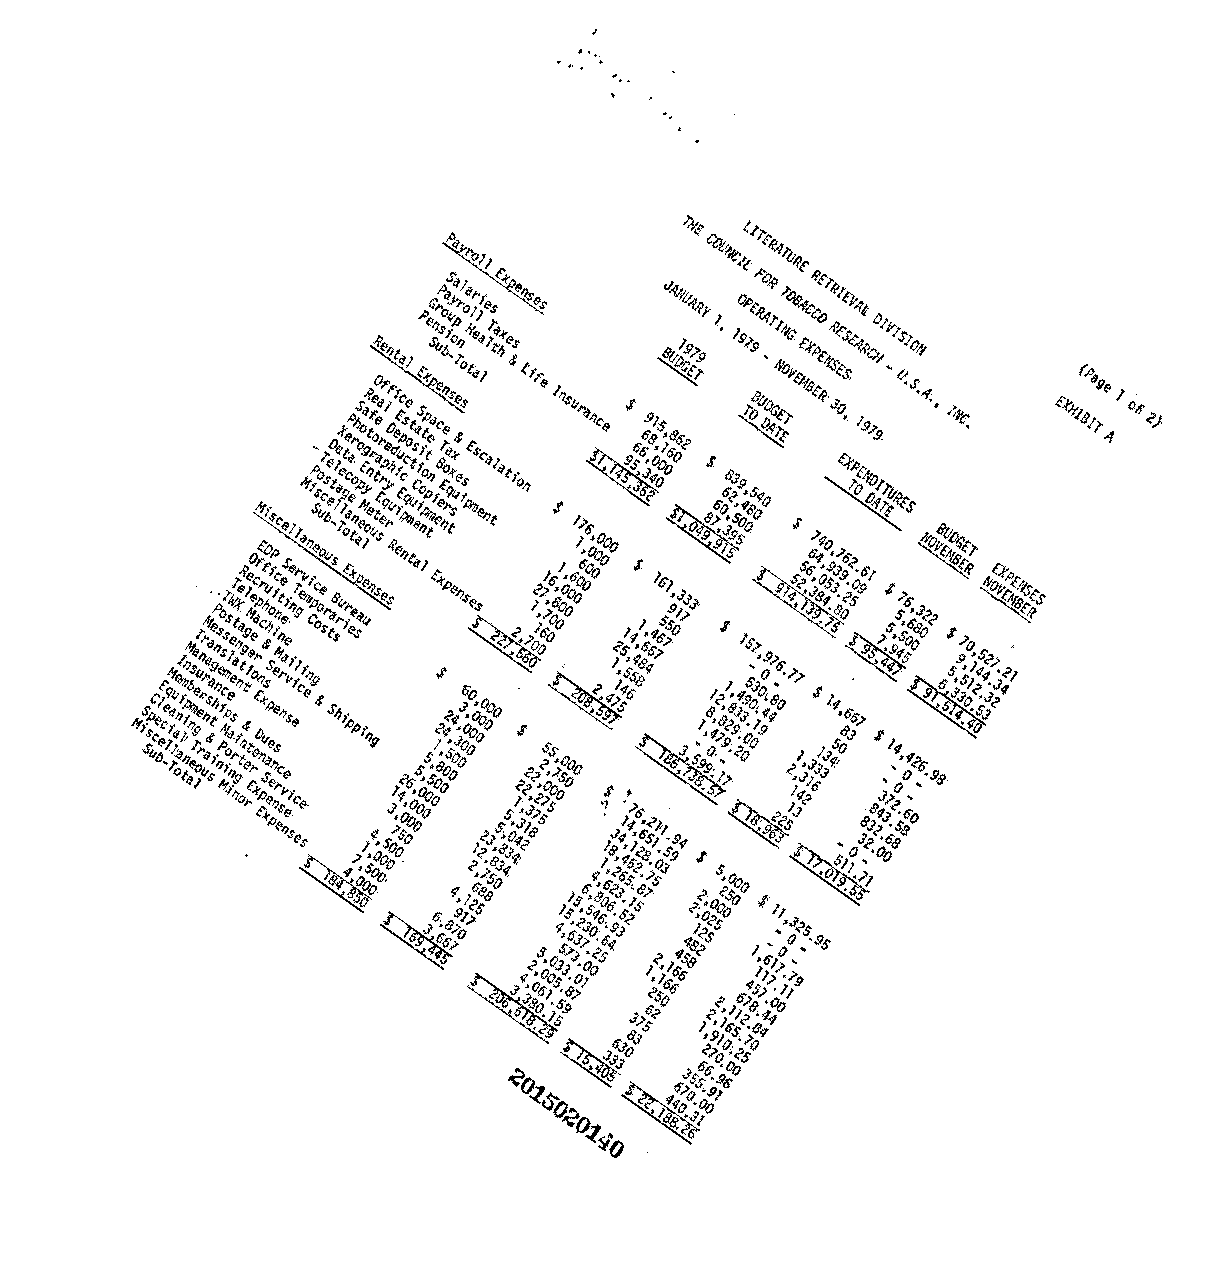 (Page 1 of 2)
EXHIBIT A
LITERATURE RETRIEVAL DIVISION
THE COUNCIL FOR TOBACCO RESEARCH - U.S.A., INC.
OPERATING EXPENSES
JANUARY 1, 1979 - NOVEMBER 30, 1979
1979 BUDGET BUDGET TO DATE EXPENDITURES TO DATE BUDGET NOVEMBER EXPENSES NOVEMBER
Payroll Expenses
Salaries $ 915,862 $ 839,540 $ 740,762.61 $ 76,322 $ 70,527.21
Payroll Taxes 68,160 62,480 64,939.09 5,680 9,144.34
Group Health & Life Insurance 66,000 60,500 56,053.25 5,500 5,512.32
Pension 95,340 87,395 52,384.80 7,945 6,330.53
Sub-Total $1,145,362 $1,049,915 $ 914,139.75 $ 95,447 $ 91,514.40
Rental Expenses
Office Space & Escalation $ 176,000 $ 161,333 $ 157,976.77 $ 14,667 $ 14,426.98
Real Estate Tax 1,000 917 - 0 - 83 - 0 -
Safe Deposit Boxes 600 550 630.80 50 - 0 -
Photoreduction Equipment 1,600 1,467 1,490.44 134 372.60
Xerographic Copiers 16,000 14,667 12,833.19 1,333 843.58
Data Entry Equipment 27,800 25,484 8,829.00 2,316 832.68
Telecopy Equipment 1,700 1,558 1,479.20 142 32.00
Postage Meter 160 146 - 0 - 13 - 0 -
Miscellaneous Rental Expenses 2,700 2,475 3,599.17 225 511.71
Sub-Total $ 227,560 $ 208,597 $ 186,738.57 $ 18,963 $ 17,019.55
Miscellaneous Expenses
EDP Service Bureau $ 60,000 $ 55,000 $ 76,211.94 $ 5,000 $ 11,325.95
Office Temporaries 3,000 2,750 14,651.59 250 - 0 -
Recruiting Costs 24,000 22,000 34,128.03 2,000 - 0 -
Telephone 24,300 22,275 18,462.75 2,025 1,617.79
TWX Machine 1,500 1,375 1,265.87 125 117.11
Postage & Mailing 5,800 5,318 4,623.15 482 457.00
Messenger Service & Shipping 5,500 5,042 6,806.52 458 678.44
Translations 26,000 23,834 15,546.93 2,166 2,112.84
Management Expense 14,000 12,834 15,230.64 1,166 2,165.70
Insurance 3,000 2,750 4,637.25 250 1,910.25
Memberships & Dues 750 688 573.00 62 270.00
Equipment Maintenance 4,500 4,125 5,033.01 375 66.96
Cleaning & Porter Service 1,000 917 2,005.87 83 355.91
Special Training Expense 7,500 6,870 4,061.59 630 670.00
Miscellaneous Minor Expenses 4,000 3,667 3,380.15 333 440.31
Sub-Total $ 184,850 $ 169,445 $ 206,618.29 $ 15,405 $ 22,188.26
2015020140